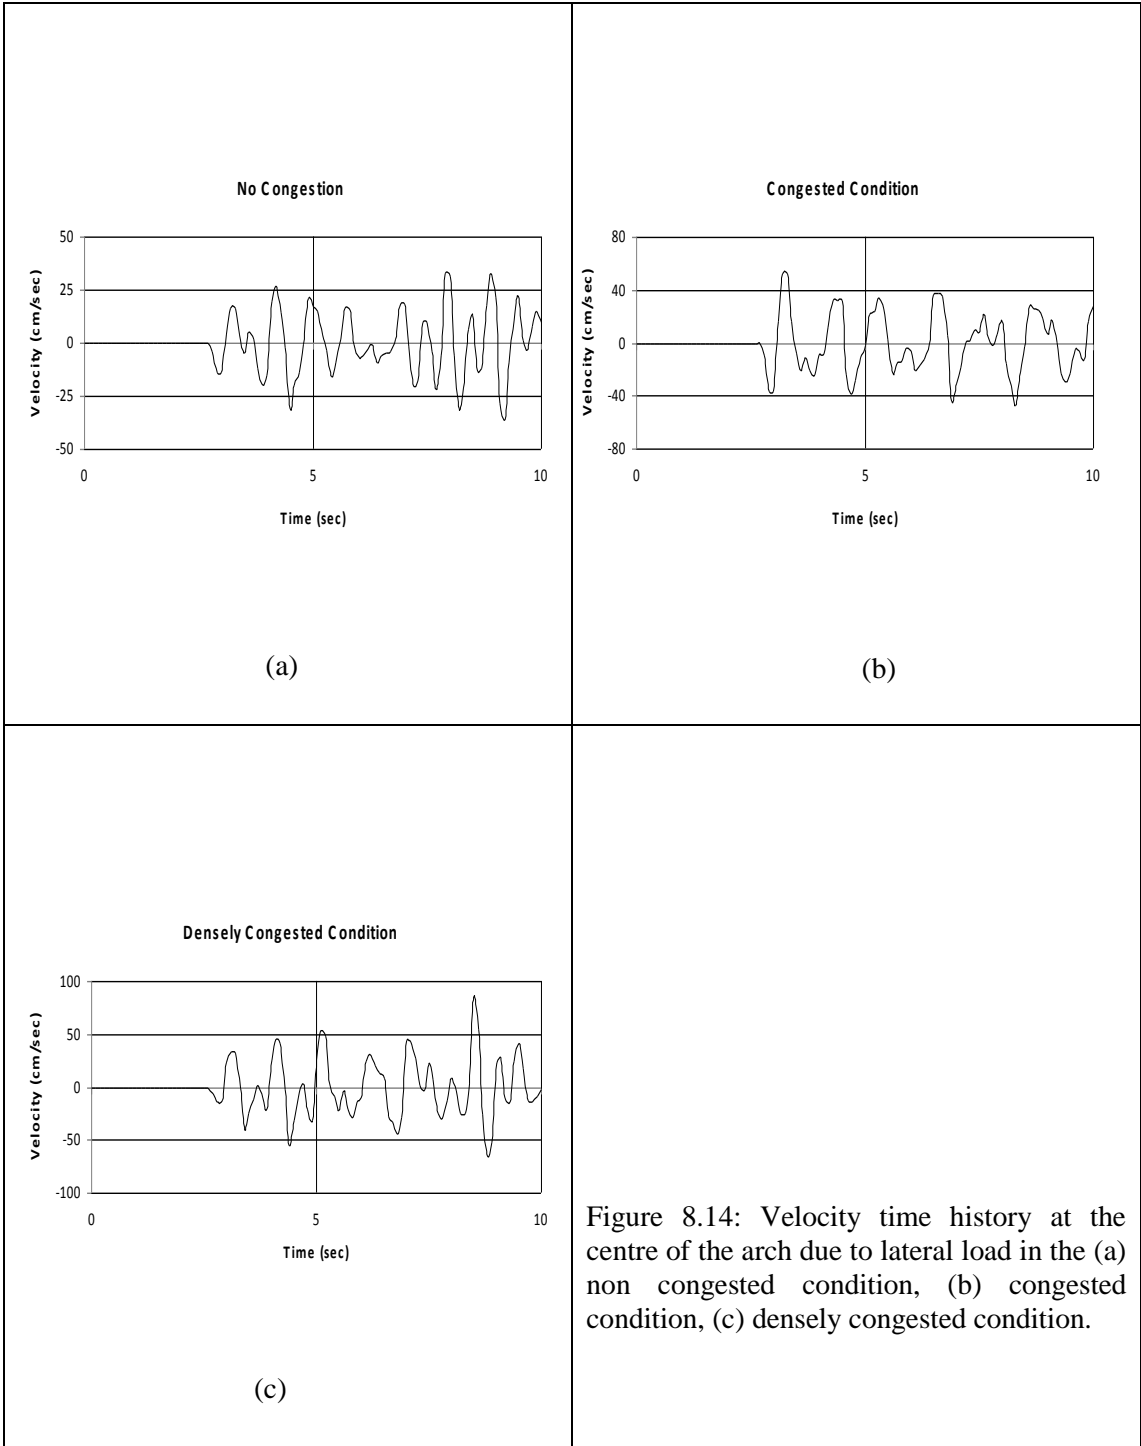 No Congestion
50
25
0
-25
-50
Velocity (cm/sec)
0 5 10
Time (sec)
(a)
Congested Condition
80
40
0
-40
-80
Velocity (cm/sec)
0 5 10
Time (sec)
(b)
Densely Congested Condition
100
50
0
-50
-100
Velocity (cm/sec)
0 5 10
Time (sec)
(c)
Figure 8.14: Velocity time history at the
centre of the arch due to lateral load in the (a)
non congested condition, (b) congested
condition, (c) densely congested condition.